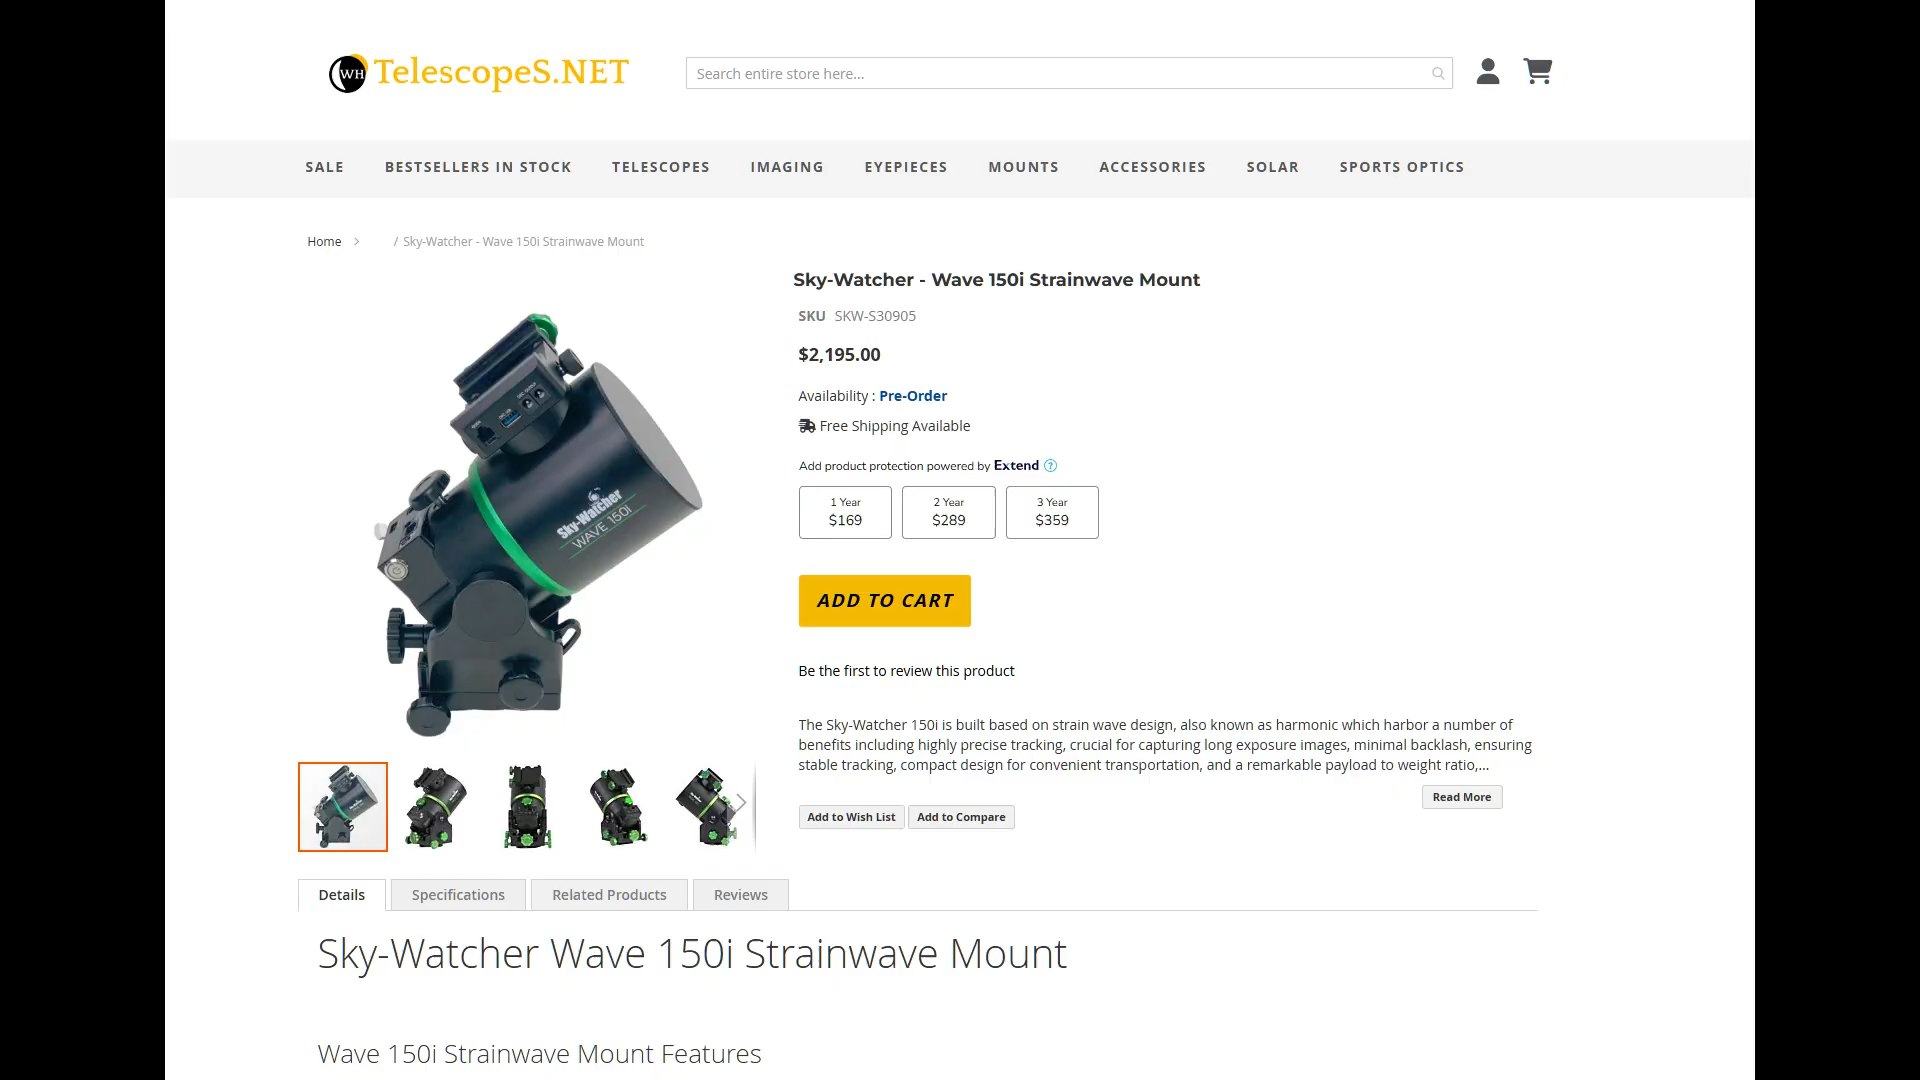 WH TelescopeS.NET
Search entire store here...
SALE BESTSELLERS IN STOCK TELESCOPES IMAGING EYEPIECES MOUNTS ACCESSORIES SOLAR SPORTS OPTICS
Home / Sky-Watcher - Wave 150i Strainwave Mount
Sky-Watcher - Wave 150i Strainwave Mount
SKU SKW-S30905
$2,195.00
Availability : Pre-Order
Free Shipping Available
Add product protection powered by Extend ?
1 Year 2 Year 3 Year
$169 $289 $359
ADD TO CART
Be the first to review this product
The Sky-Watcher 150i is built based on strain wave design, also known as harmonic which harbor a number of
benefits including highly precise tracking, crucial for capturing long exposure images, minimal backlash, ensuring
stable tracking, compact design for convenient transportation, and a remarkable payload to weight ratio,...
Read More
Add to Wish List Add to Compare
Sky-Watcher
WAVE 150i
Details Specifications Related Products Reviews
Sky-Watcher Wave 150i Strainwave Mount
Wave 150i Strainwave Mount Features